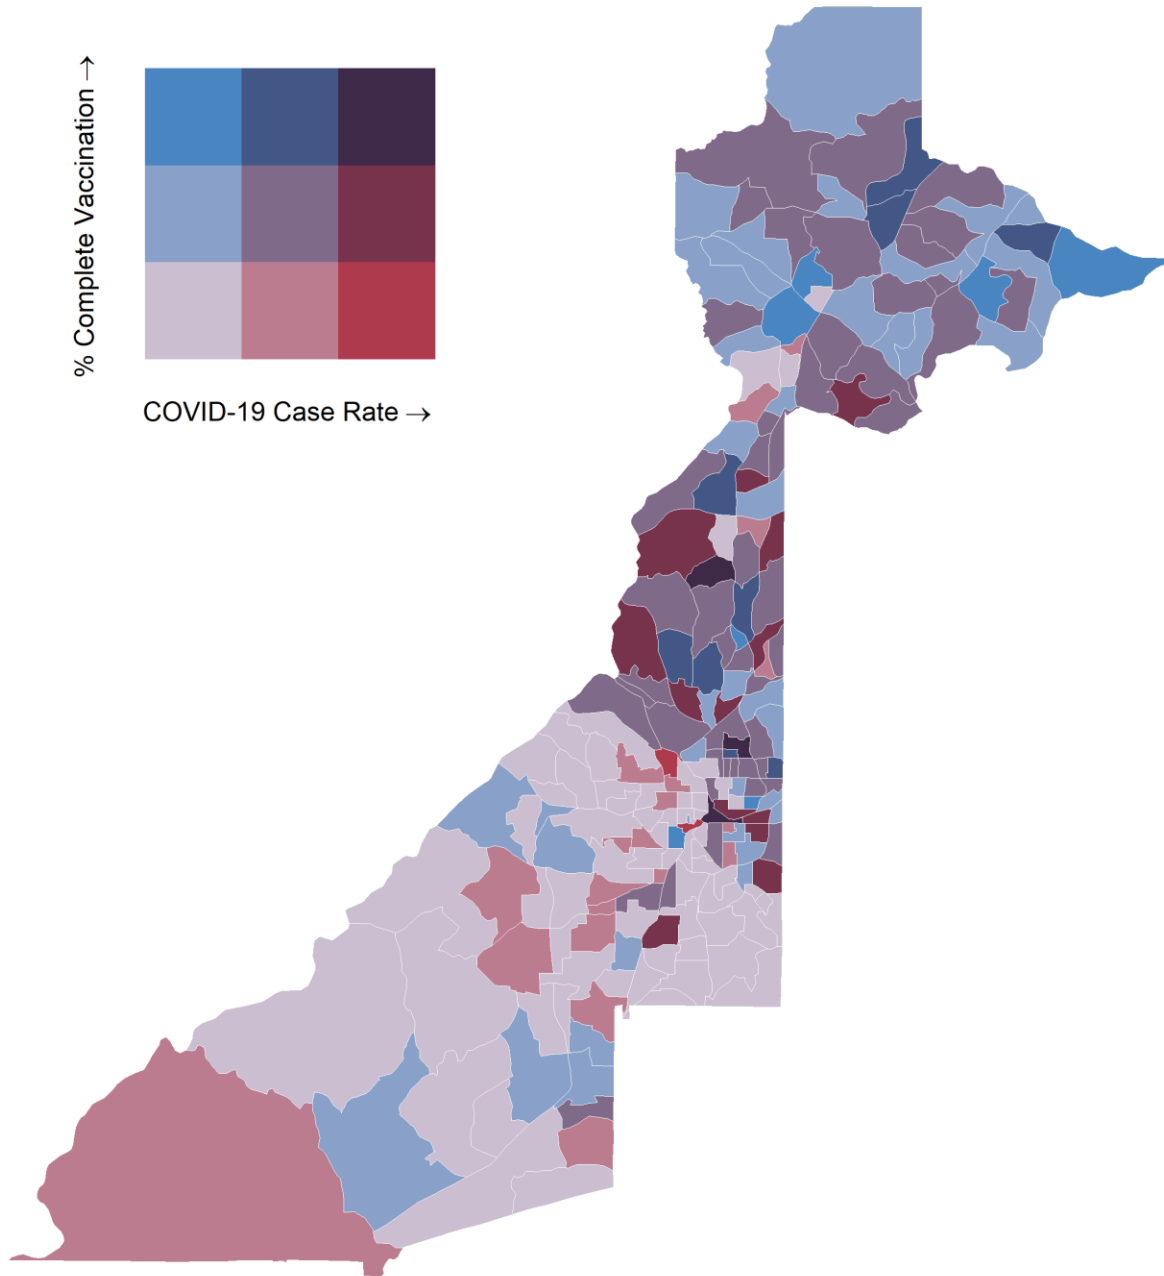 % Complete Vaccination →
COVID-19 Case Rate →